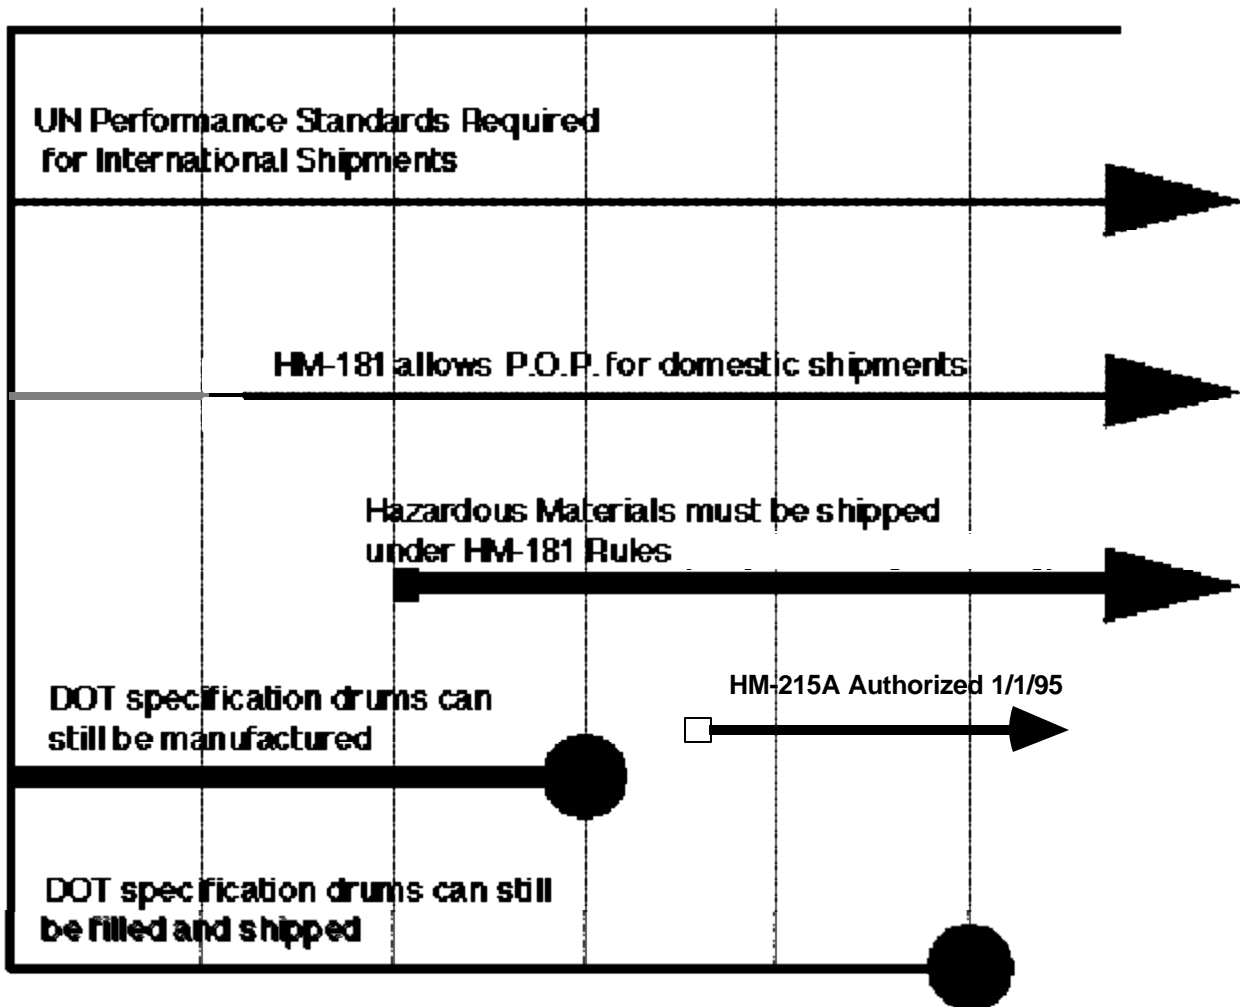 UN Performance Standards Required
for International Shipments
HM-181 allows P.O.P. for domestic shipments
Hazardous Materials must be shipped
under HM-181 Rules
DOT specification drums can
still be manufactured
HM-215A Authorized 1/1/95
DOT specification drums can still
be filled and shipped